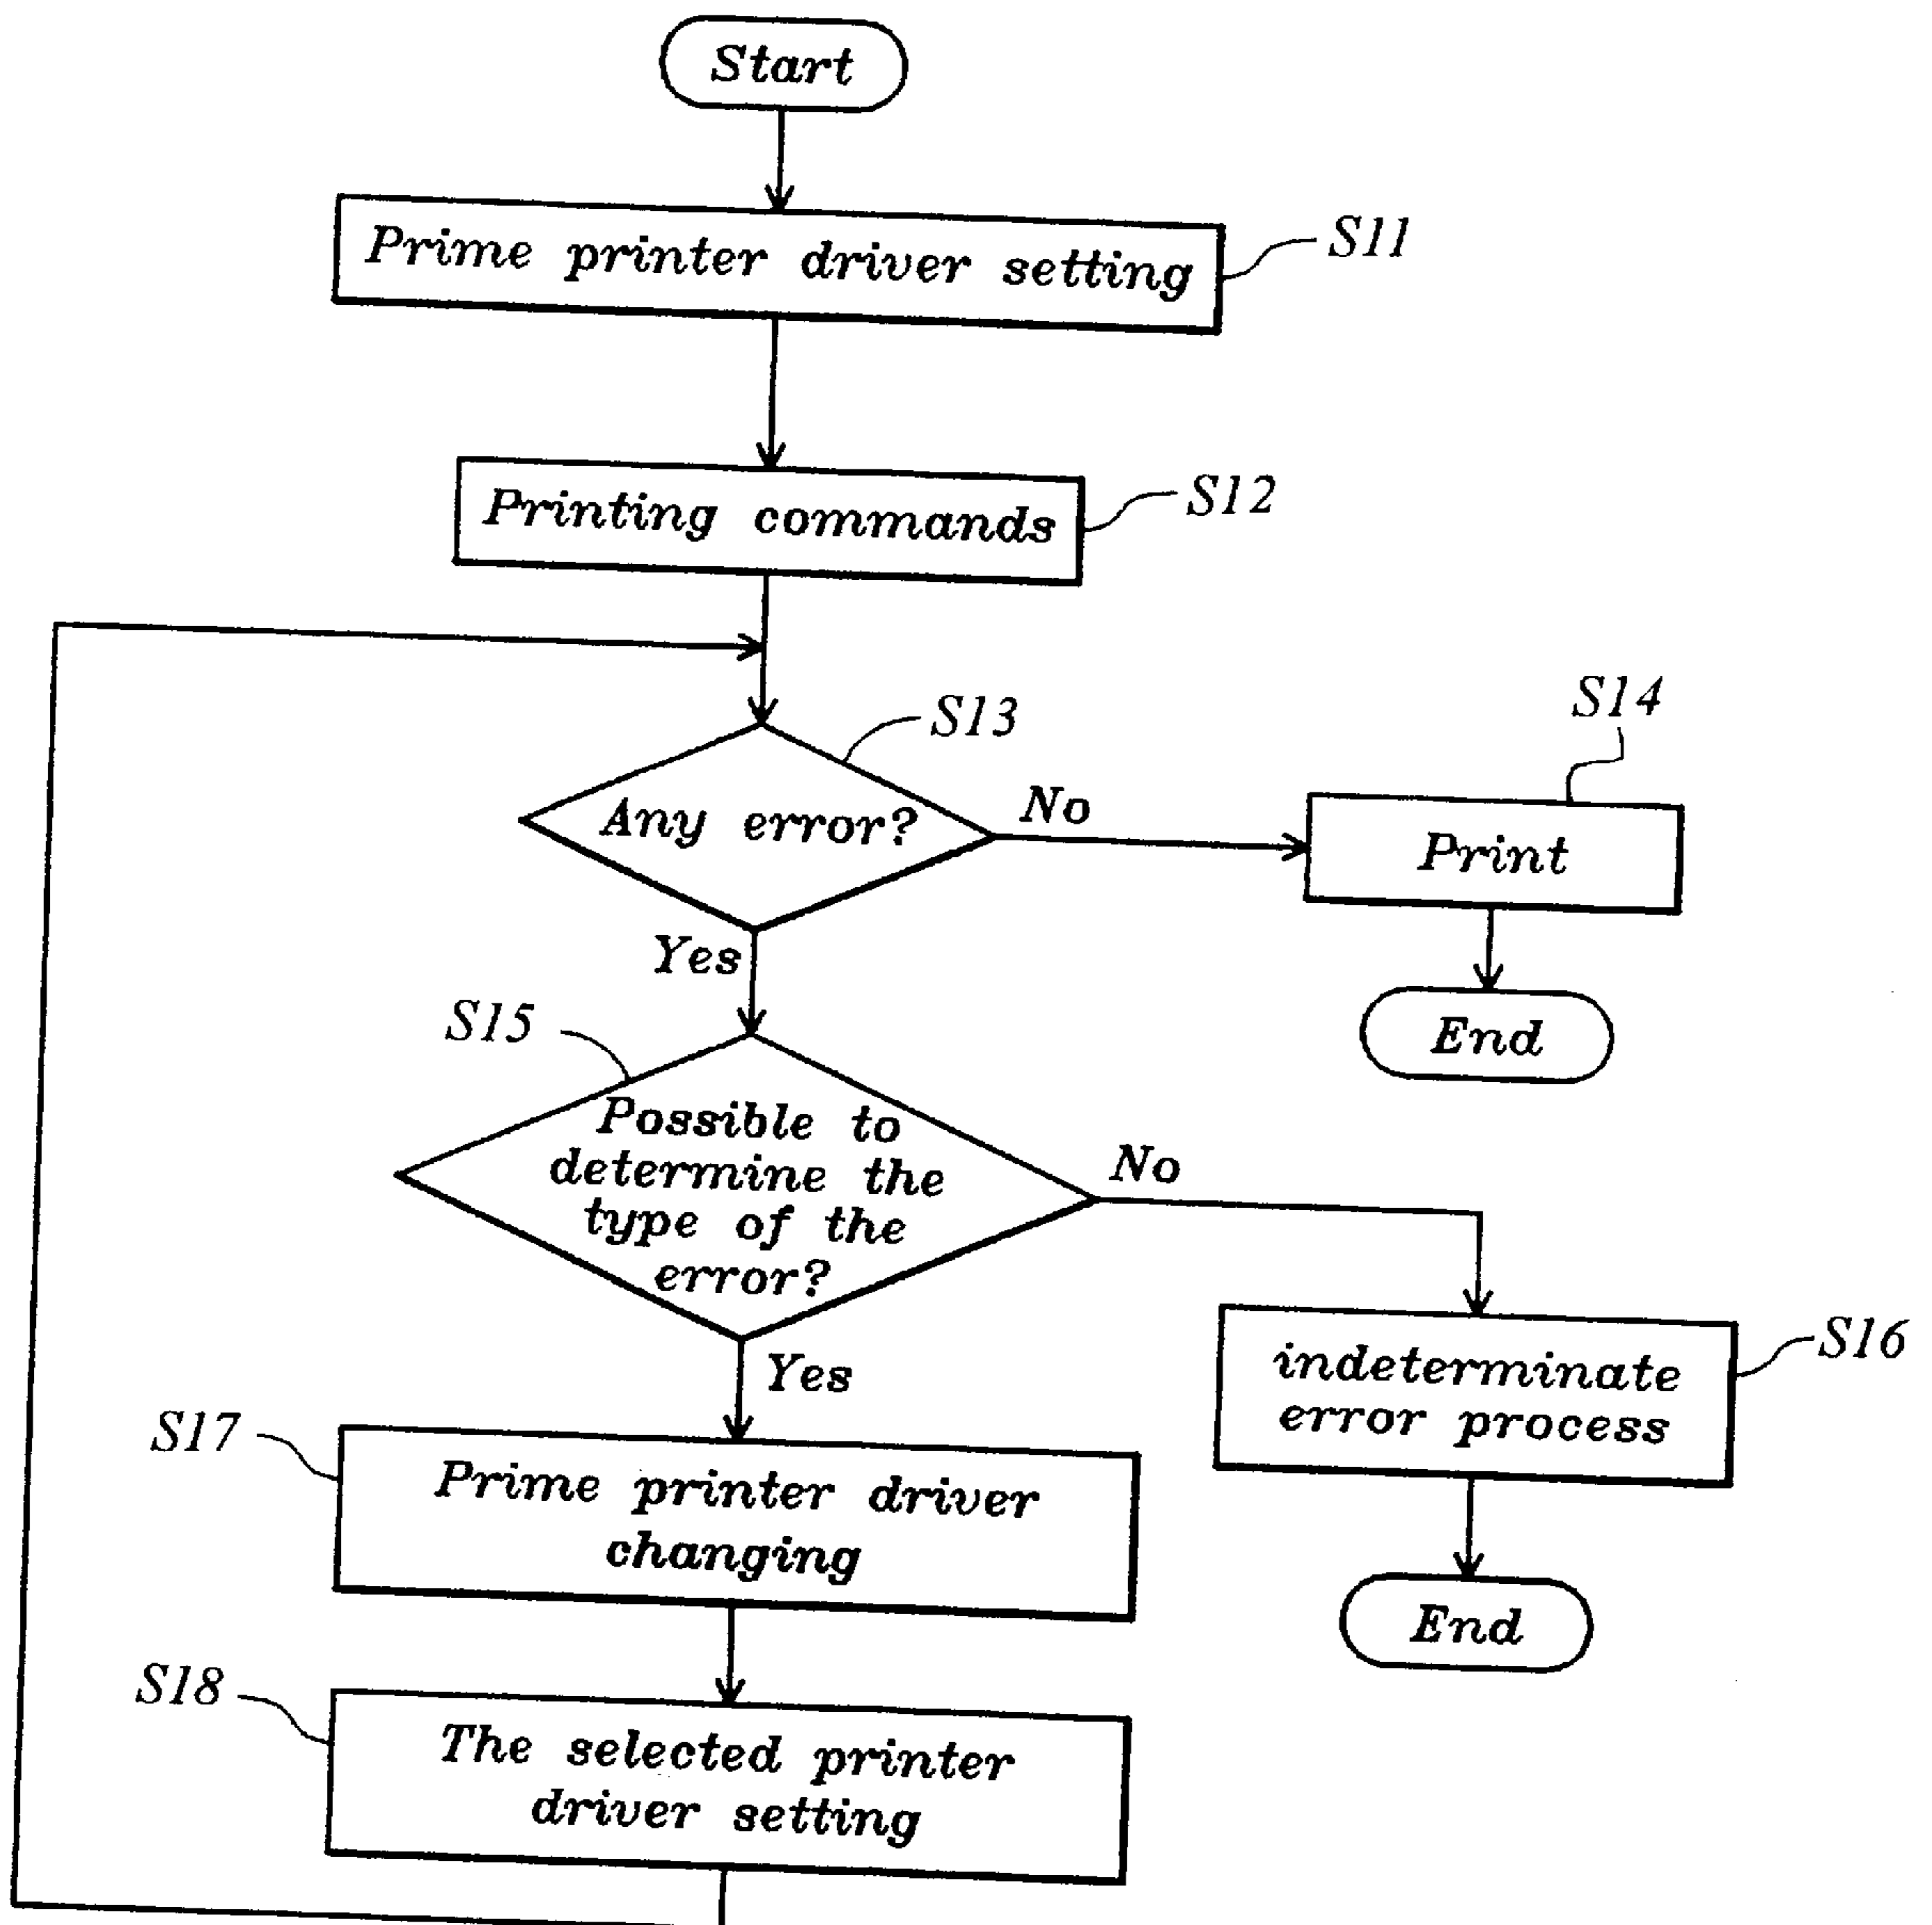 Start
Prime printer driver setting
S11
Printing commands
S12
S13
Any error?
No
S14
Print
Yes
End
S15
Possible to
determine the
type of the
error?
No
Yes
indeterminate
error process
S16
S17
Prime printer driver
changing
End
S18
The selected printer
driver setting